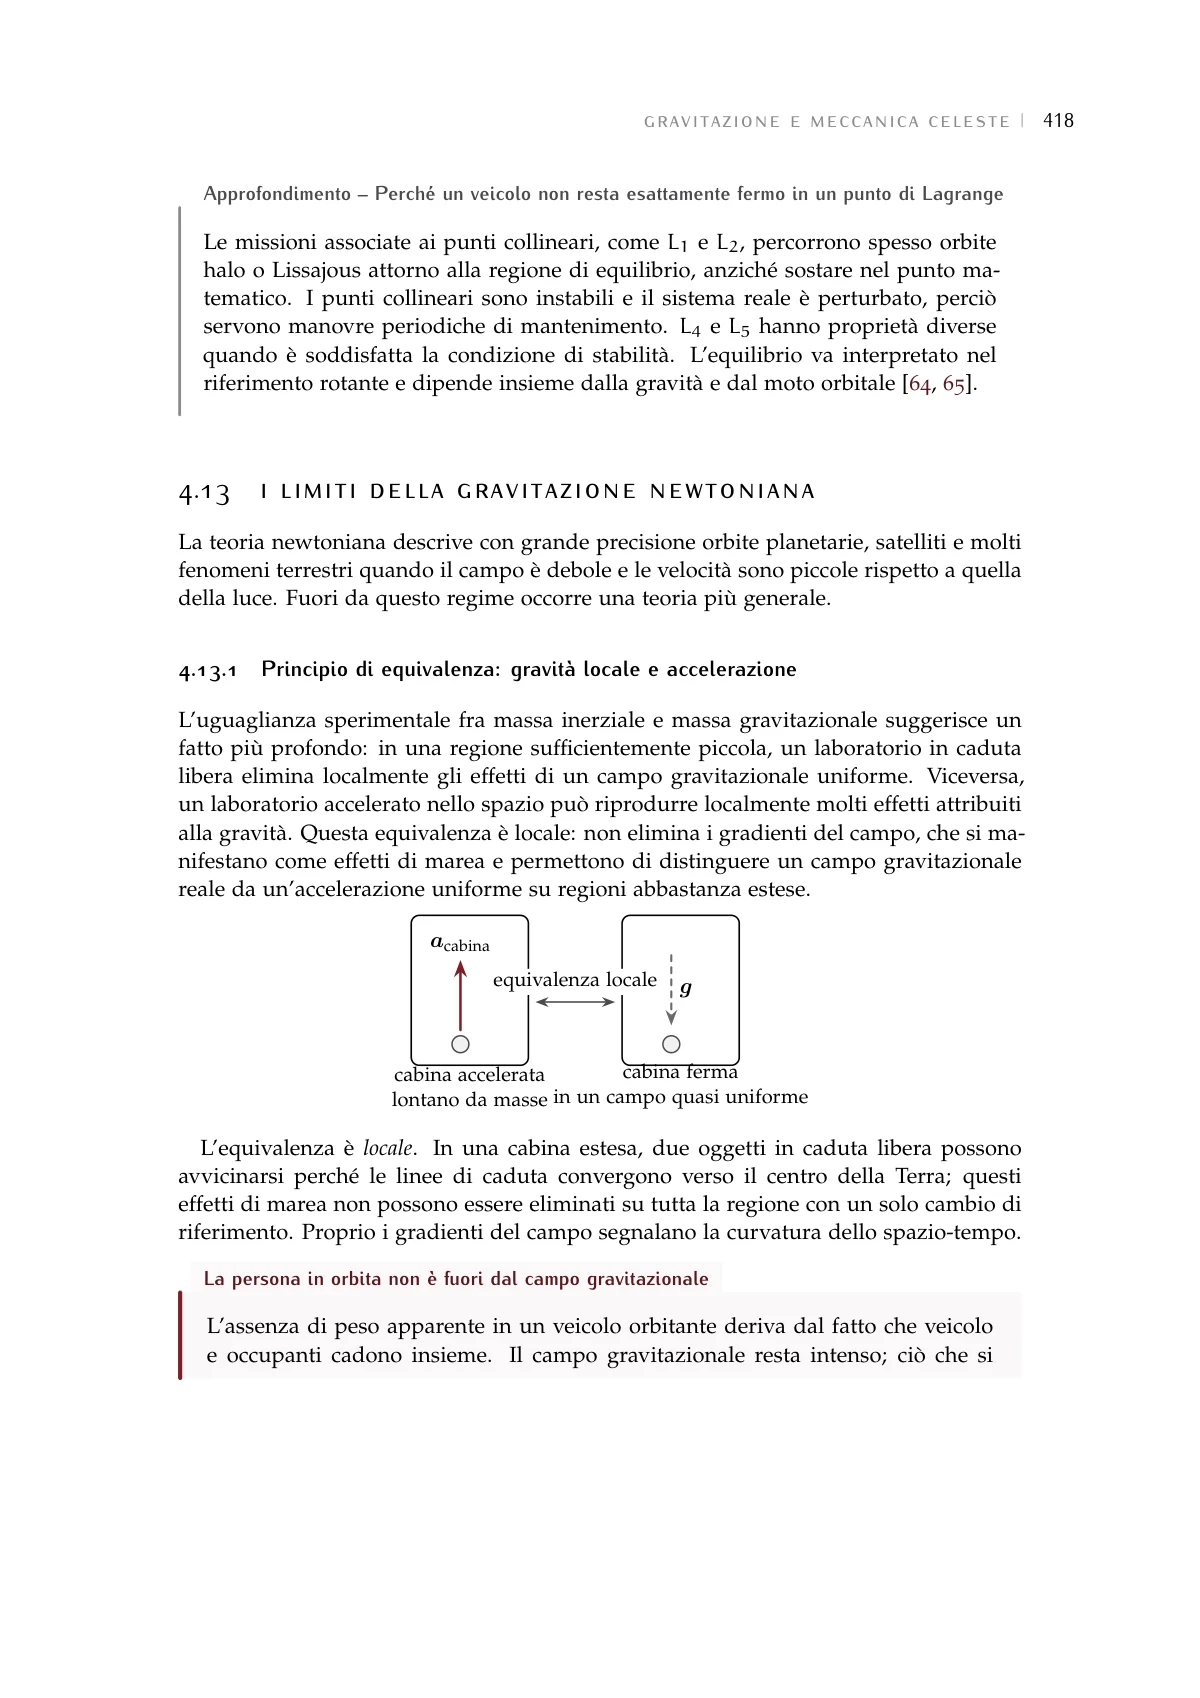 GRAVITAZIONE E MECCANICA CELESTE | 418
Approfondimento – Perché un veicolo non resta esattamente fermo in un punto di Lagrange
Le missioni associate ai punti collineari, come L1 e L2, percorrono spesso orbite
halo o Lissajous attorno alla regione di equilibrio, anziché sostare nel punto ma-
tematico. I punti collineari sono instabili e il sistema reale è perturbato, perciò
servono manovre periodiche di mantenimento. L4 e L5 hanno proprietà diverse
quando è soddisfatta la condizione di stabilità. L'equilibrio va interpretato nel
riferimento rotante e dipende insieme dalla gravità e dal moto orbitale [64, 65].
4.13 I LIMITI DELLA GRAVITAZIONE NEWTONIANA
La teoria newtoniana descrive con grande precisione orbite planetarie, satelliti e molti
fenomeni terrestri quando il campo è debole e le velocità sono piccole rispetto a quella
della luce. Fuori da questo regime occorre una teoria più generale.
4.13.1 Principio di equivalenza: gravità locale e accelerazione
L'uguaglianza sperimentale fra massa inerziale e massa gravitazionale suggerisce un
fatto più profondo: in una regione sufficientemente piccola, un laboratorio in caduta
libera elimina localmente gli effetti di un campo gravitazionale uniforme. Viceversa,
un laboratorio accelerato nello spazio può riprodurre localmente molti effetti attribuiti
alla gravità. Questa equivalenza è locale: non elimina i gradienti del campo, che si ma-
nifestano come effetti di marea e permettono di distinguere un campo gravitazionale
reale da un'accelerazione uniforme su regioni abbastanza estese.
a cabina
equivalenza locale
g
cabina accelerata
lontano da masse
cabina ferma
in un campo quasi uniforme
L'equivalenza è locale. In una cabina estesa, due oggetti in caduta libera possono
avvicinarsi perché le linee di caduta convergono verso il centro della Terra; questi
effetti di marea non possono essere eliminati su tutta la regione con un solo cambio di
riferimento. Proprio i gradienti del campo segnalano la curvatura dello spazio-tempo.
La persona in orbita non è fuori dal campo gravitazionale
L'assenza di peso apparente in un veicolo orbitante deriva dal fatto che veicolo
e occupanti cadono insieme. Il campo gravitazionale resta intenso; ciò che si